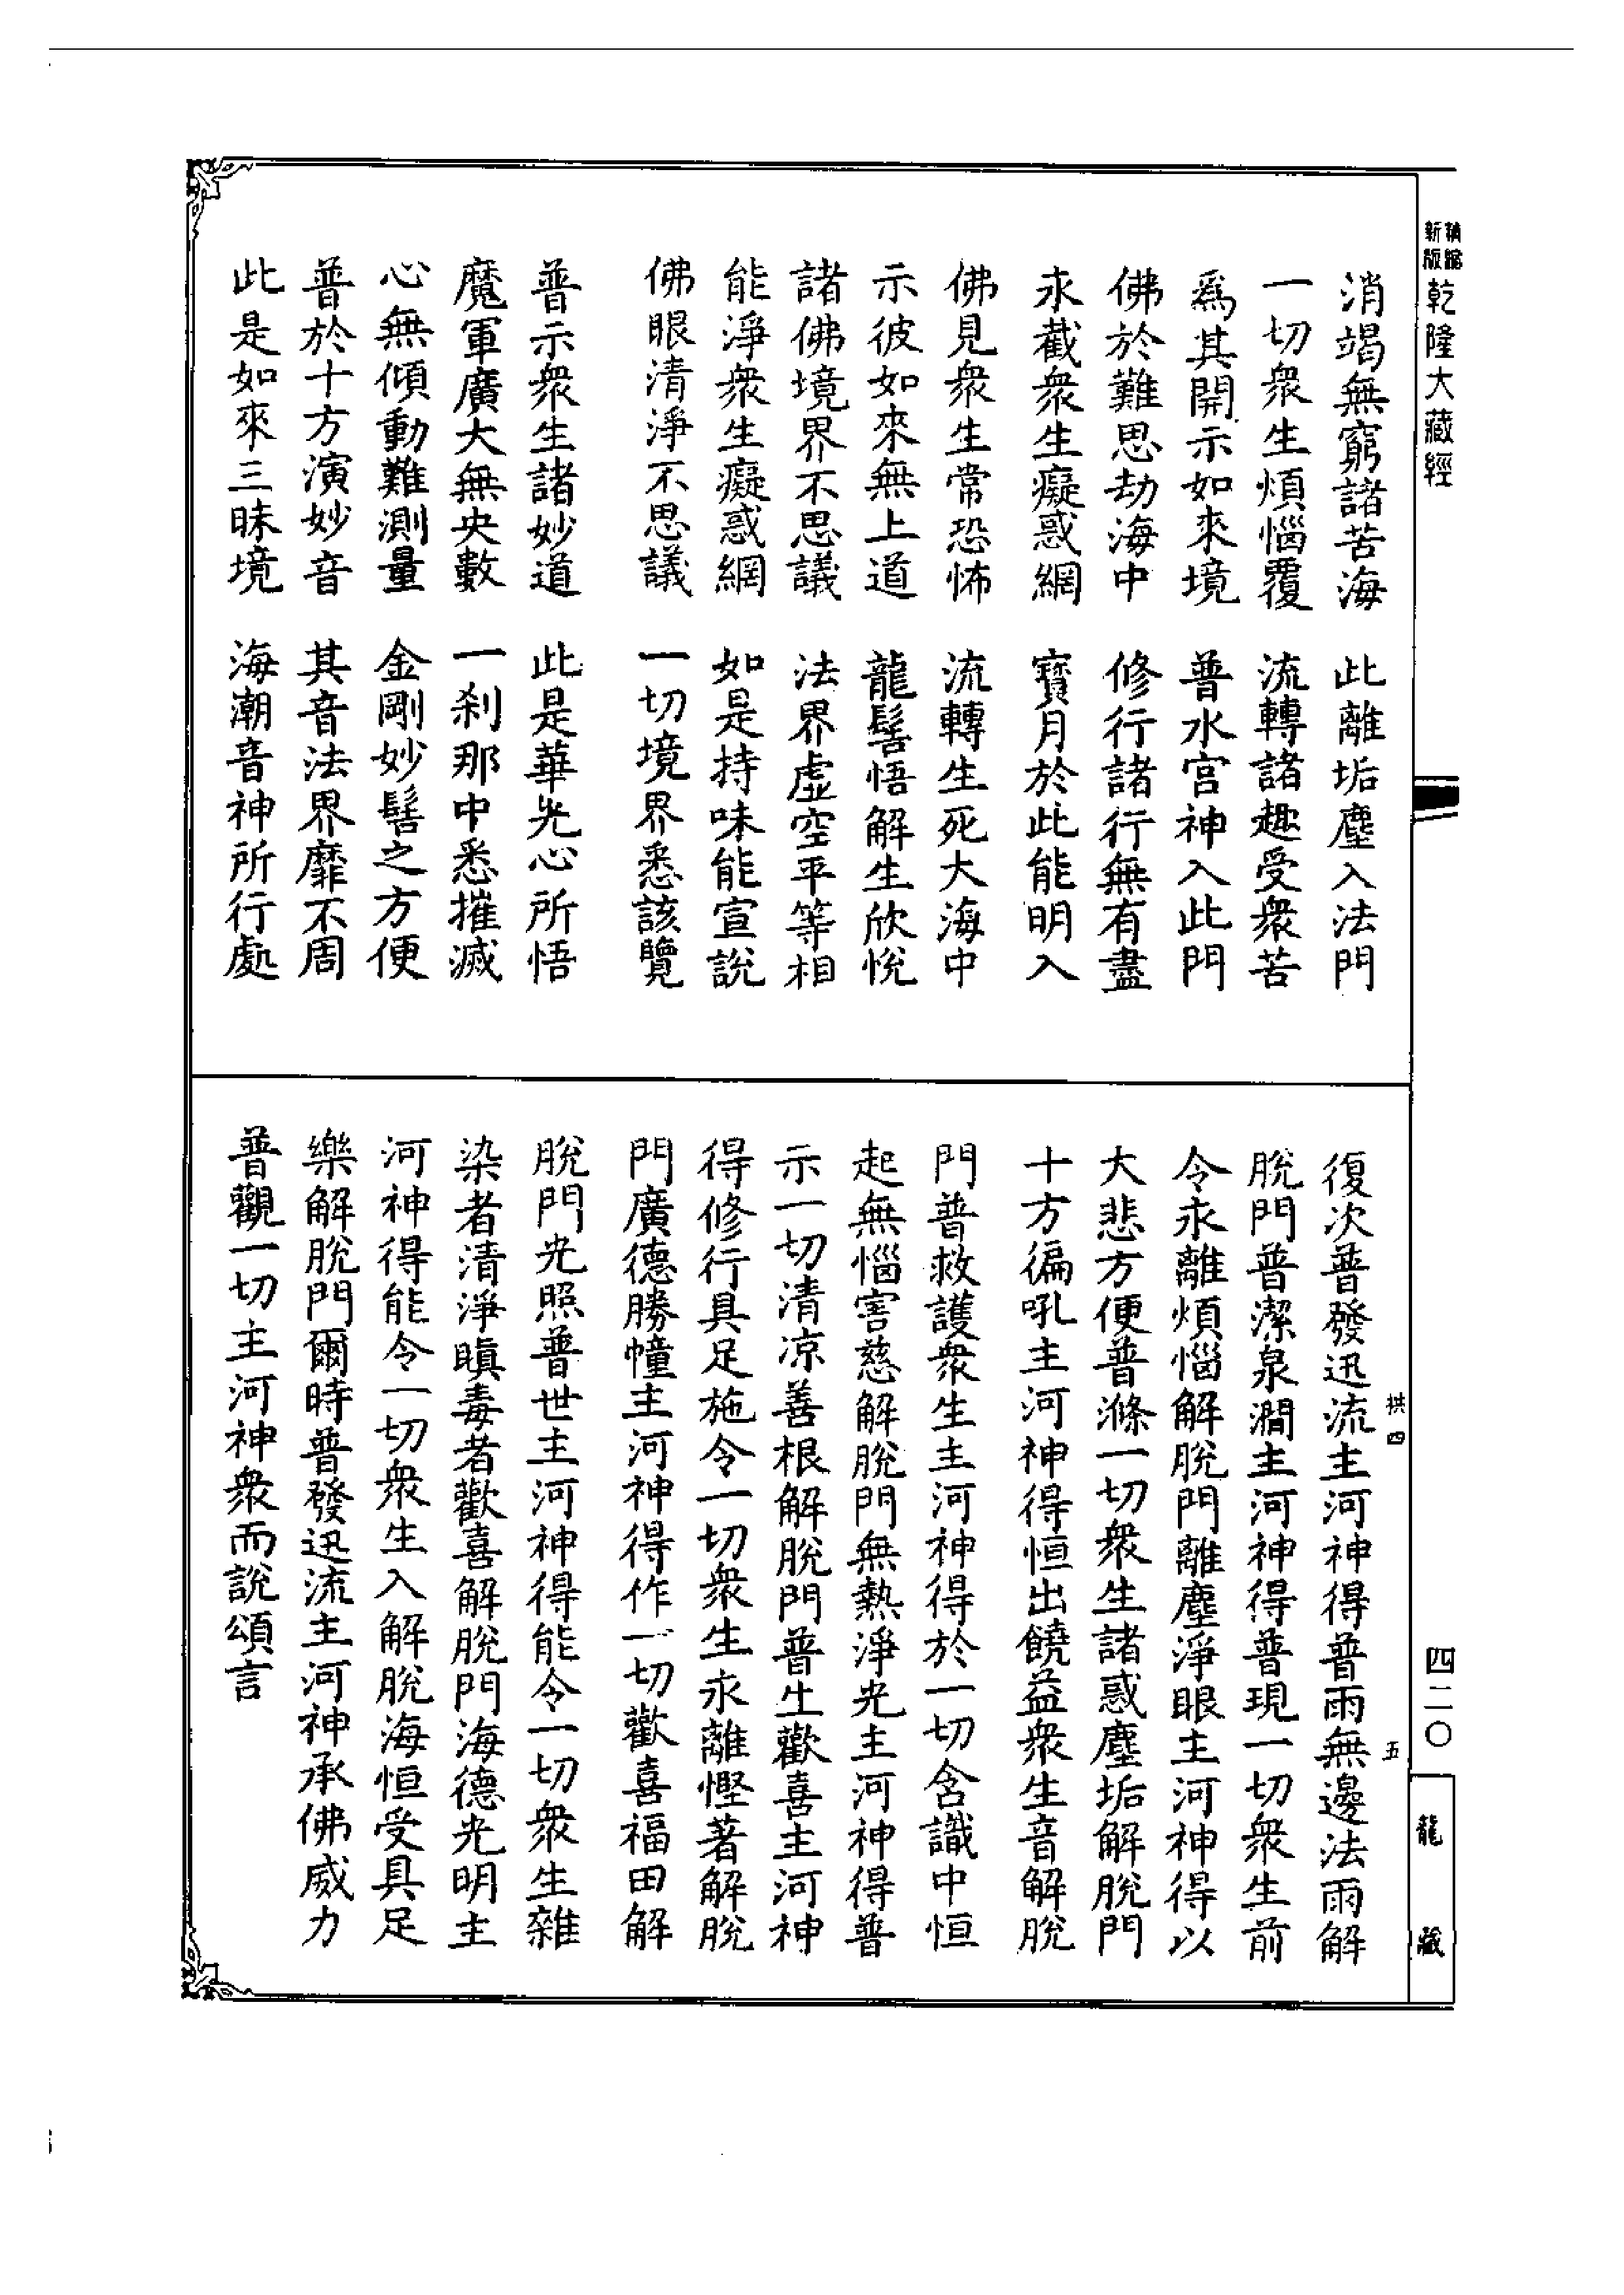 精縮
新版
乾隆大藏經
消竭無窮諸苦海　此離垢塵入法門
一切衆生煩惱覆　流轉諸趣受衆苦
爲其開示如來境　普水宮神入此門
佛於難思劫海中　修行諸行無有盡
永截衆生癡惑網　寶月於此能明入
佛見衆生常恐怖　流轉生死大海中
示彼如來無上道　龍髻悟解生欣悅
諸佛境界不思議　法界虛空平等相
能淨衆生癡惑網　如是持味能宣說
佛眼清淨不思議　一切境界悉該覽
普示衆生諸妙道　此是華光心所悟
魔軍廣大無央數　一剎那中悉摧滅
心無傾動難測量　金剛妙髻之方便
普於十方演妙音　其音法界靡不周
此是如來三昧境　海潮音神所行處
復次普發迅流主河神得普雨無邊法雨解
脫門普潔泉澗主河神得普現一切衆生前
令永離煩惱解脫門離塵淨眼主河神得以
大悲方便普滌一切衆生諸惑塵垢解脫門
十方徧吼主河神得恒出饒益衆生音解脫
門普救護衆生主河神得於一切含識中恒
起無惱害慈解脫門無熱淨光主河神得普
示一切清凉善根解脫門普生歡喜主河神
得修行具足施令一切衆生永離慳著解脫
門廣德勝幢主河神得作一切歡喜福田解
脫門光照普世主河神得能令一切衆生雜
染者清淨瞋毒者歡喜解脫門海德光明主
河神得能令一切衆生入解脫海恒受具足
樂解脫門爾時普發迅流主河神承佛威力
普觀一切主河神衆而說頌言
拱四
五
四二〇
龍藏